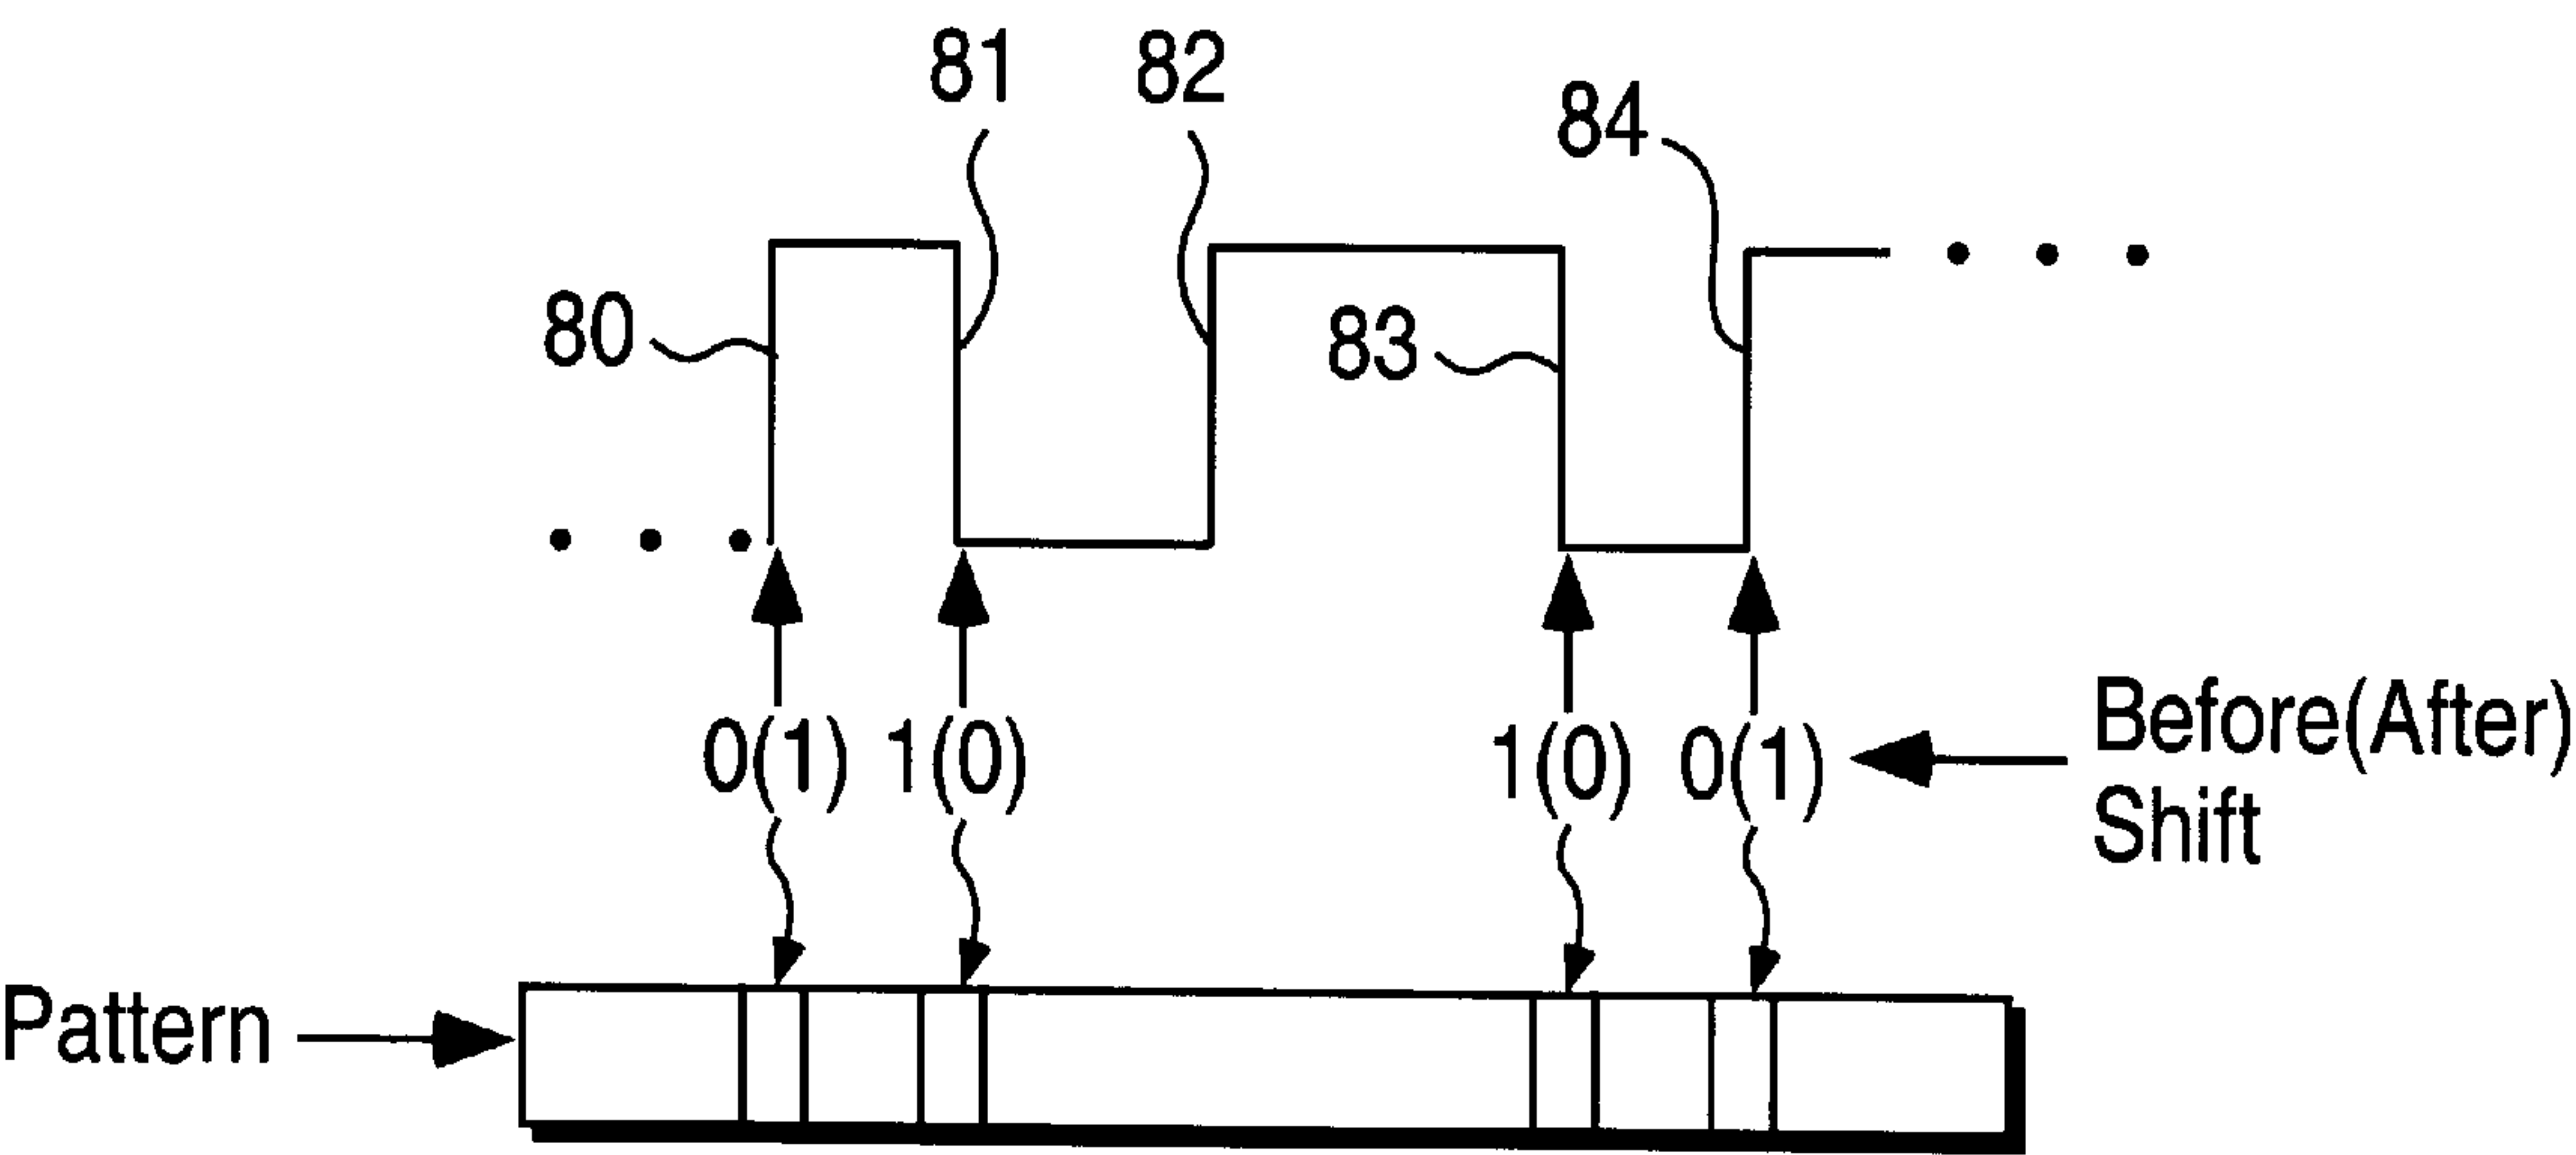 81
82
84
80
83
0(1) 1(0) 1(0) 0(1)
Before(After)
Shift
Pattern